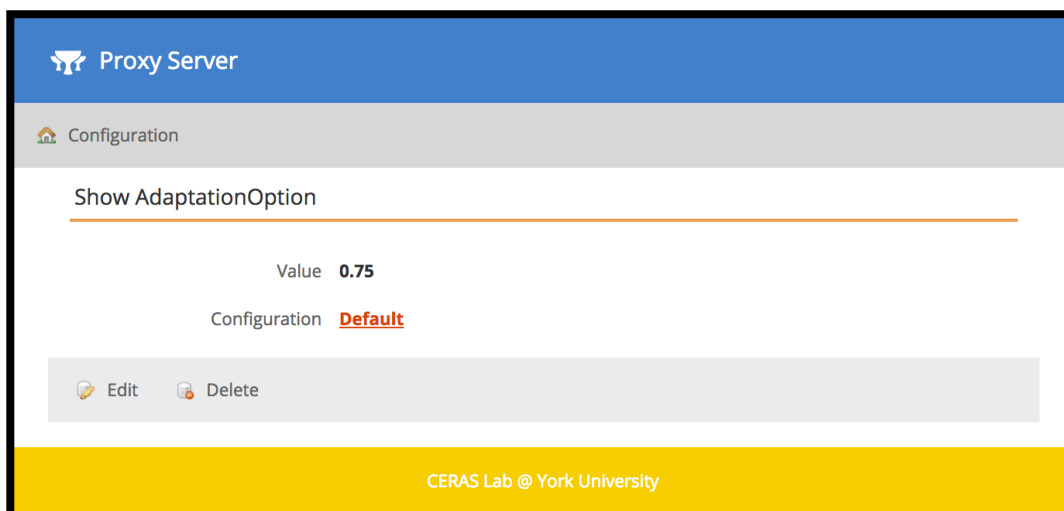 Proxy Server
Configuration
Show AdaptationOption
Value 0.75
Configuration Default
Edit Delete
CERAS Lab @ York University